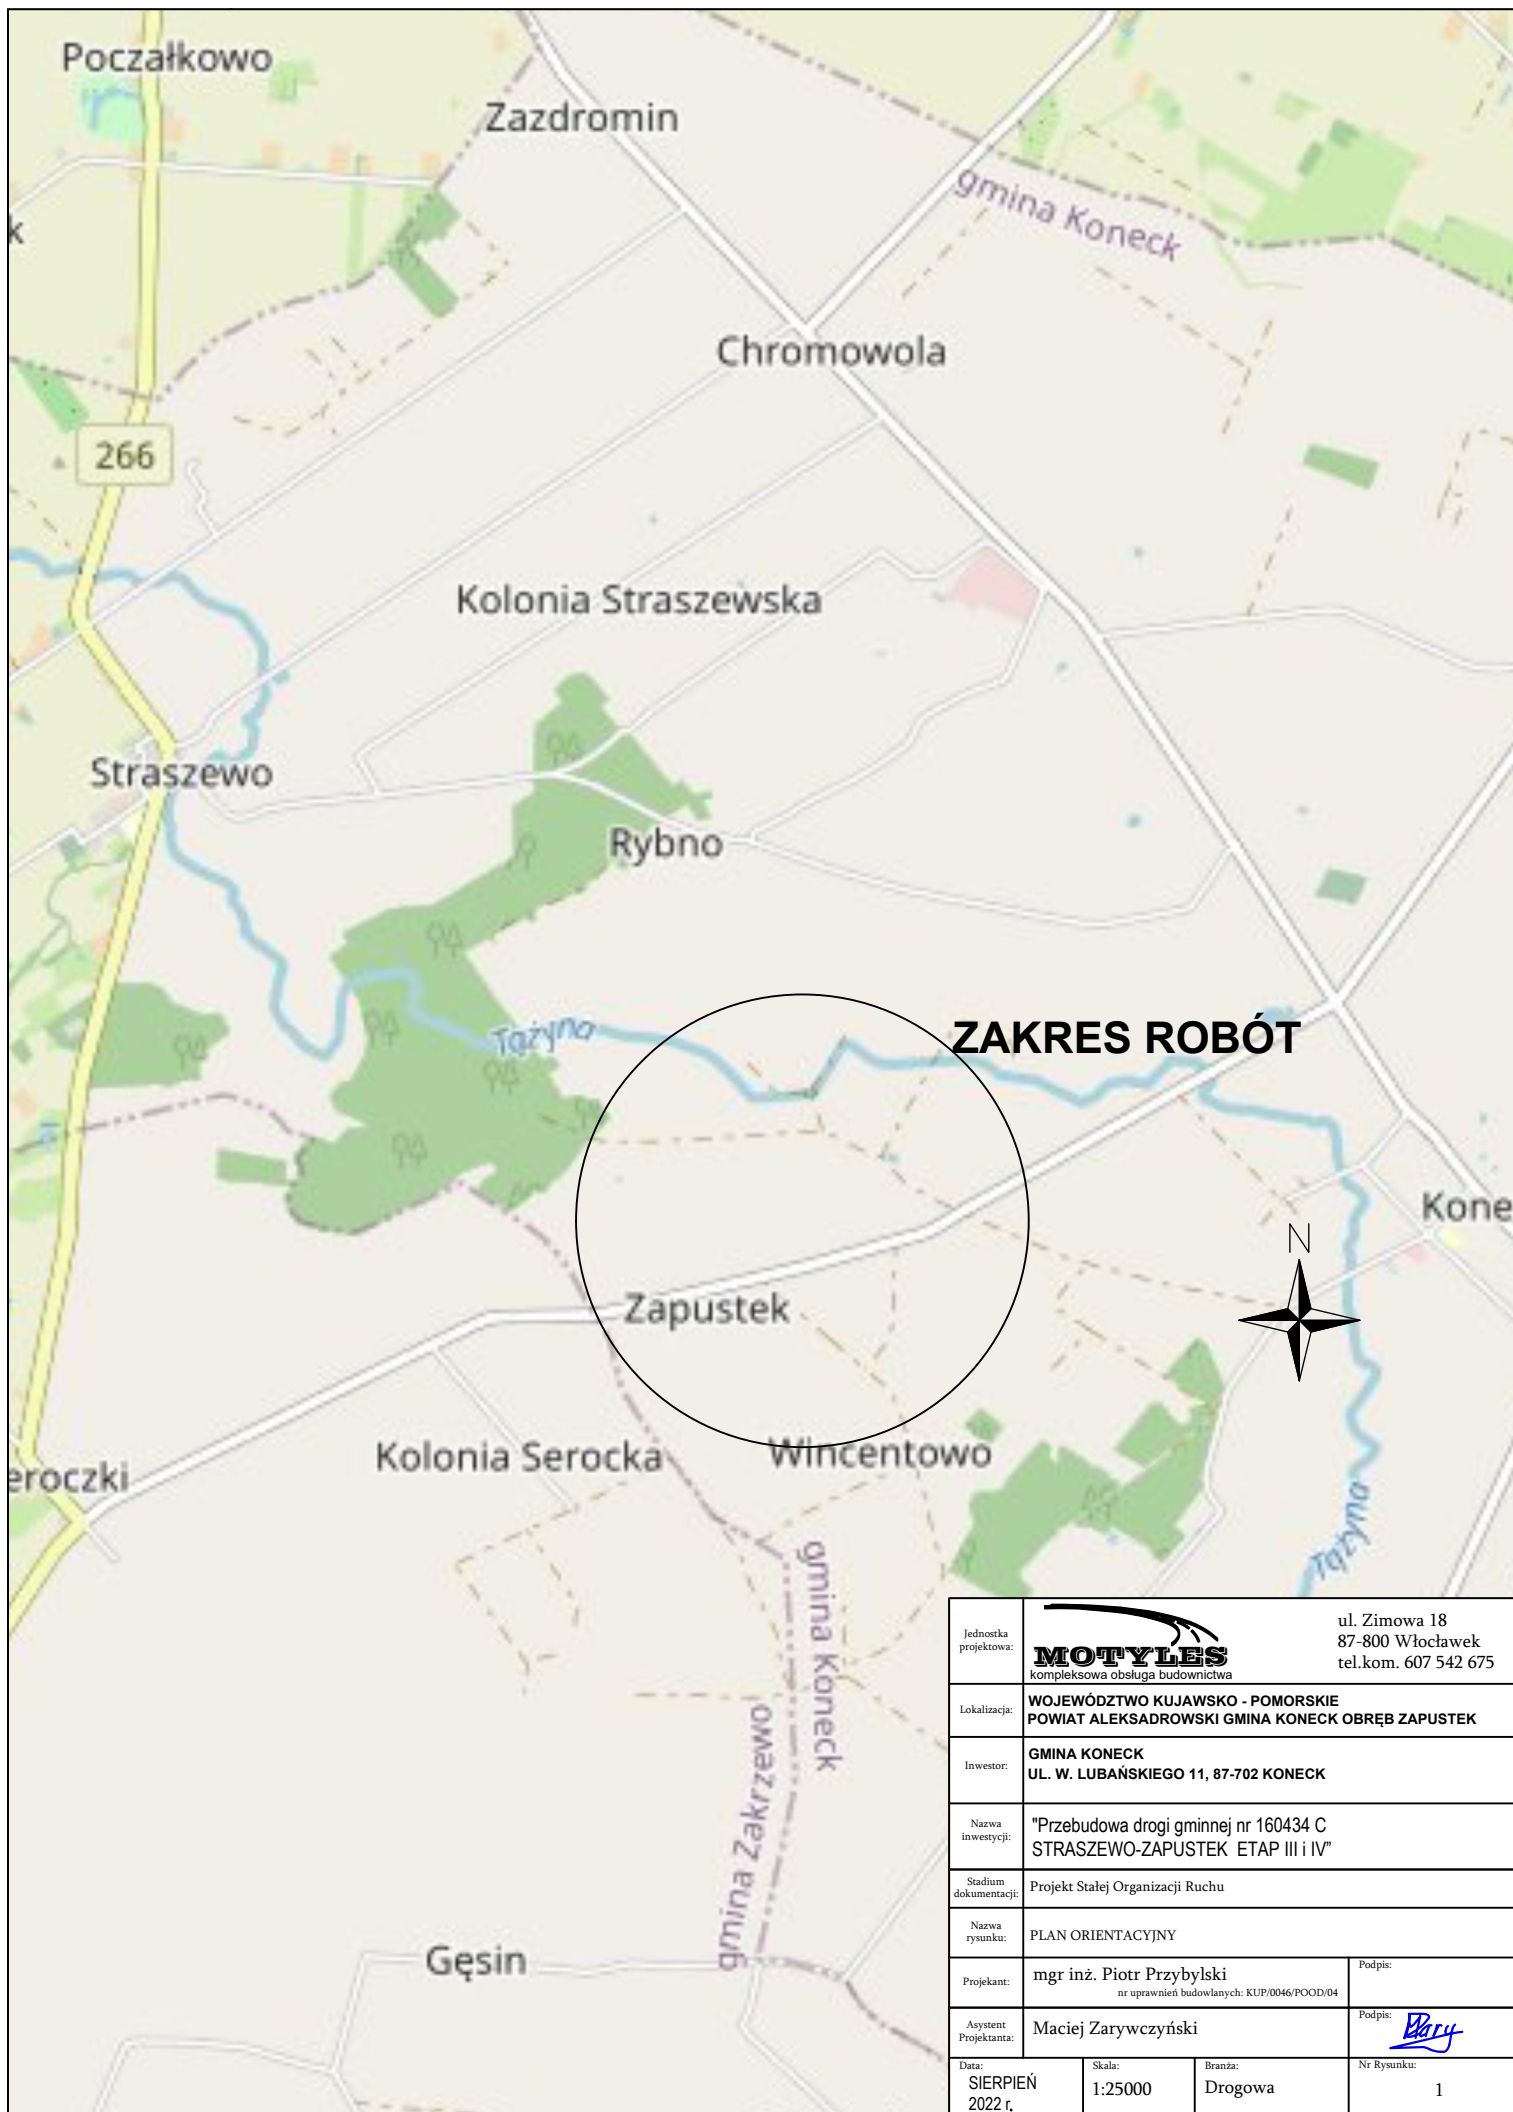 Poczałkowo
Zazdromin
gmina Koneck
k
Chromowola
266
Kolonia Straszewska
Straszewo
Rybno
Tążyna
ZAKRES ROBÓT
Kone
N
Zapustek
Kolonia Serocka
Wincentowo
eroczki
Tążyna
gmina Koneck
gmina Zakrzewo
Gęsin
Jednostka
projektowa:
MOTYLES
kompleksowa obsługa budownictwa
ul. Zimowa 18
87-800 Włocławek
tel.kom. 607 542 675
Lokalizacja:
WOJEWÓDZTWO KUJAWSKO - POMORSKIE
POWIAT ALEKSADROWSKI GMINA KONECK OBRĘB ZAPUSTEK
Inwestor:
GMINA KONECK
UL. W. LUBAŃSKIEGO 11, 87-702 KONECK
Nazwa
inwestycji:
"Przebudowa drogi gminnej nr 160434 C
STRASZEWO-ZAPUSTEK ETAP III i IV"
Stadium
dokumentacji:
Projekt Stałej Organizacji Ruchu
Nazwa
rysunku:
PLAN ORIENTACYJNY
Projekant:
mgr inż. Piotr Przybylski
nr uprawnień budowlanych: KUP/0046/POOD/04
Podpis:
Asystent
Projektanta:
Maciej Zarywczyński
Podpis:
Data:
SIERPIEŃ
2022 r.
Skala:
1:25000
Branża:
Drogowa
Nr Rysunku:
1